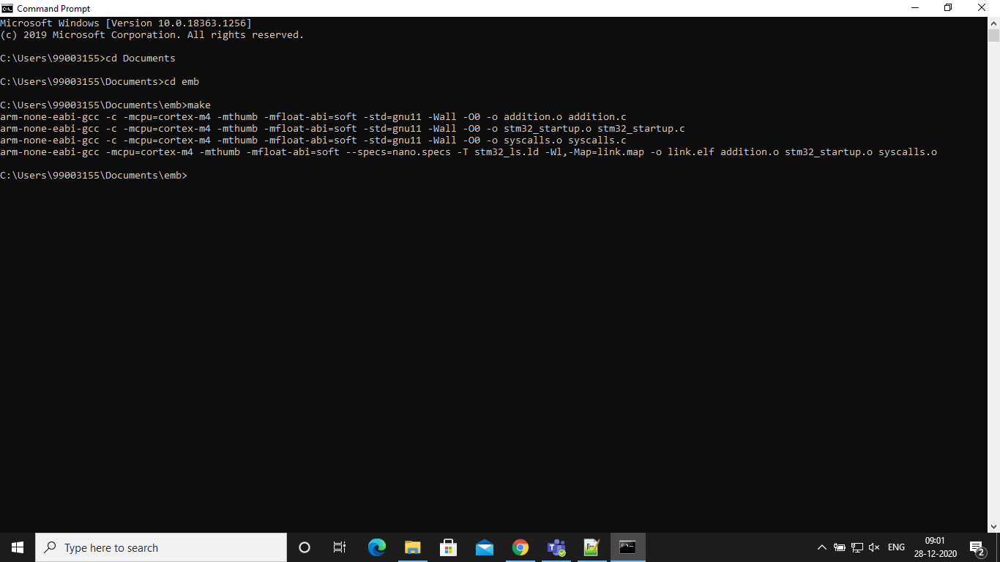 Command Prompt
Microsoft Windows [Version 10.0.18363.1256]
(c) 2019 Microsoft Corporation. All rights reserved.
C:\Users\99003155>cd Documents
C:\Users\99003155\Documents>cd emb
C:\Users\99003155\Documents\emb>make
arm-none-eabi-gcc -c -mcpu=cortex-m4 -mthumb -mfloat-abi=soft -std=gnu11 -Wall -O0 -o addition.o addition.c
arm-none-eabi-gcc -c -mcpu=cortex-m4 -mthumb -mfloat-abi=soft -std=gnu11 -Wall -O0 -o stm32_startup.o stm32_startup.c
arm-none-eabi-gcc -c -mcpu=cortex-m4 -mthumb -mfloat-abi=soft -std=gnu11 -Wall -O0 -o syscalls.o syscalls.c
arm-none-eabi-gcc -mcpu=cortex-m4 -mthumb -mfloat-abi=soft --specs=nano.specs -T stm32_ls.ld -Wl,-Map=link.map -o link.elf addition.o stm32_startup.o syscalls.o
C:\Users\99003155\Documents\emb>
Type here to search
ENG
09:01
28-12-2020
2